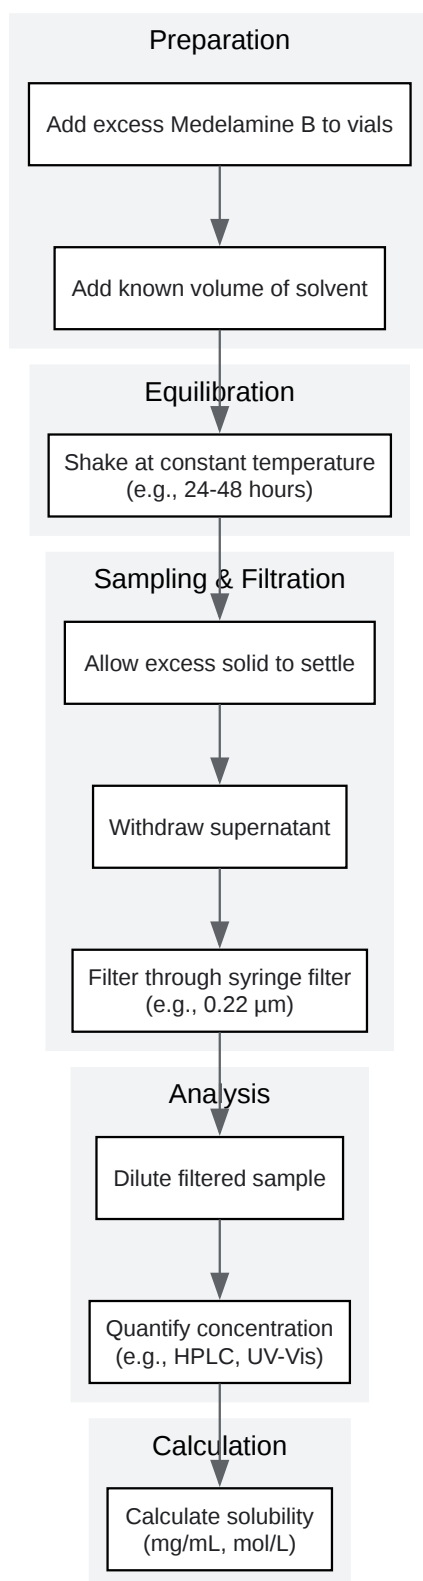 Preparation
Add excess Medelamine B to vials
Add known volume of solvent
Equilibration
Shake at constant temperature
(e.g., 24-48 hours)
Sampling & Filtration
Allow excess solid to settle
Withdraw supernatant
Filter through syringe filter
(e.g., 0.22 µm)
Analysis
Dilute filtered sample
Quantify concentration
(e.g., HPLC, UV-Vis)
Calculation
Calculate solubility
(mg/mL, mol/L)